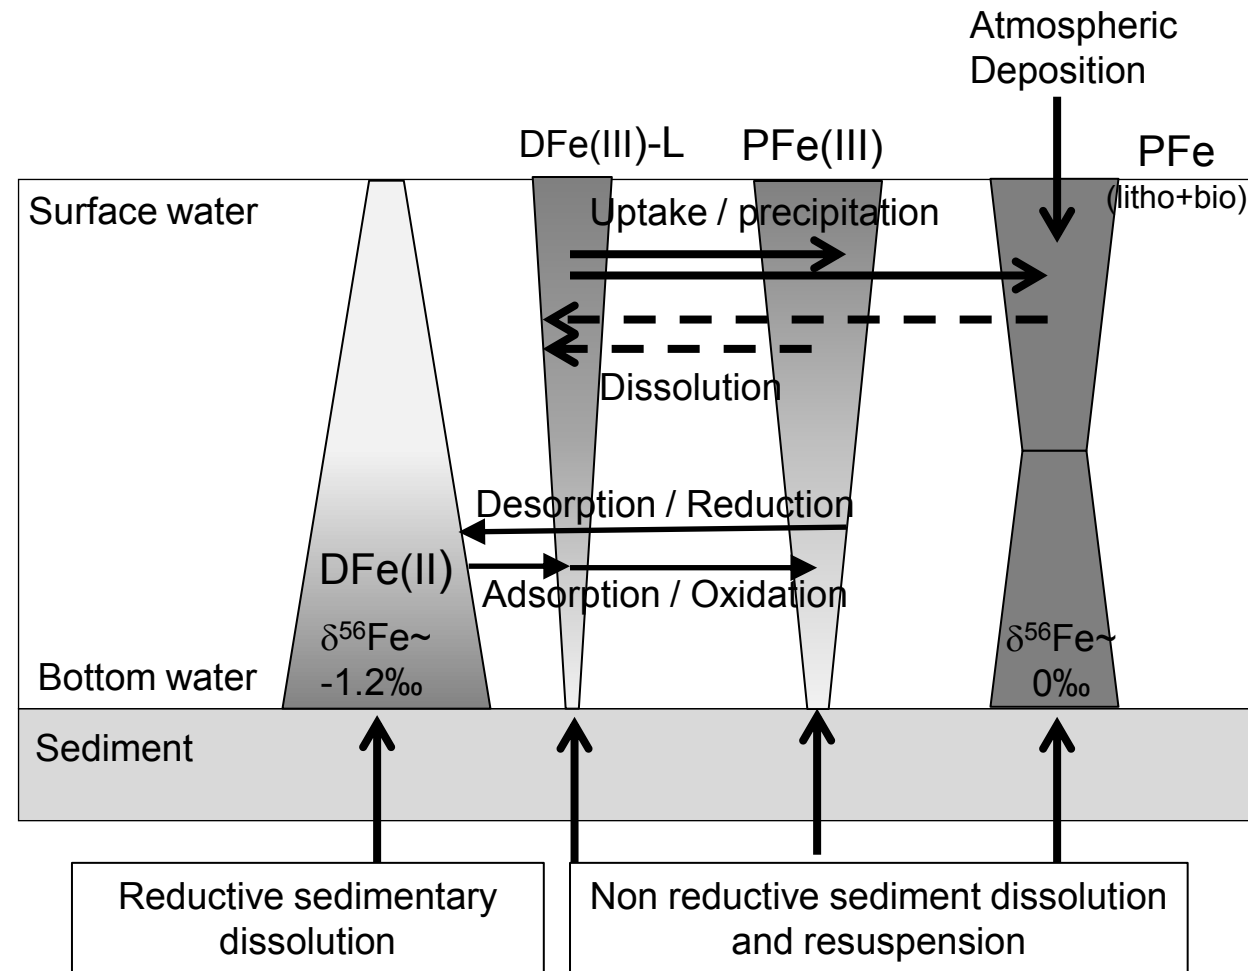 Atmospheric
Deposition
DFe(III)-L
PFe(III)
PFe
(litho+bio)
Surface water
Uptake / precipitation
Dissolution
Desorption / Reduction
DFe(II)
Adsorption / Oxidation
δ⁵⁶Fe~
-1.2‰
δ⁵⁶Fe~
0‰
Bottom water
Sediment
Reductive sedimentary
dissolution
Non reductive sediment dissolution
and resuspension